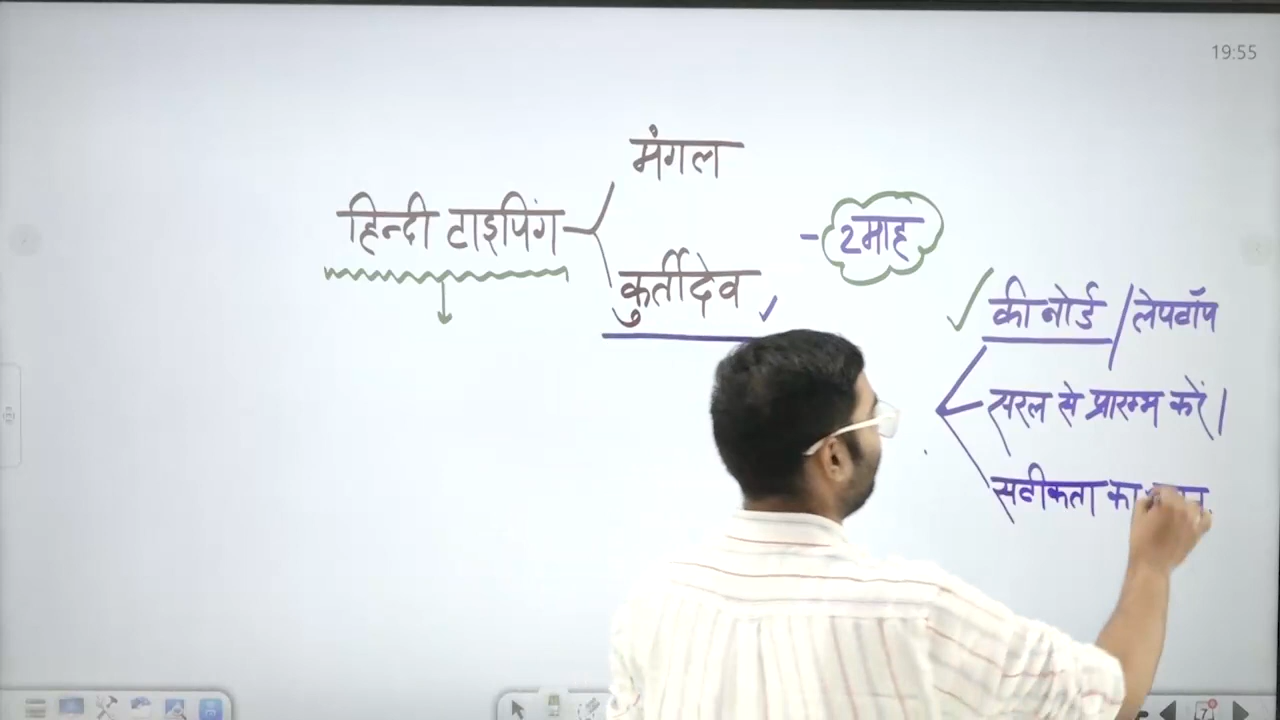 19:55
मंगल
हिन्दी टाइपिंग
- 2 माह
कुर्तीदेव
की नोर्ड / लेपटॉप
सरल से प्रारम्भ करें।
सटीकता का